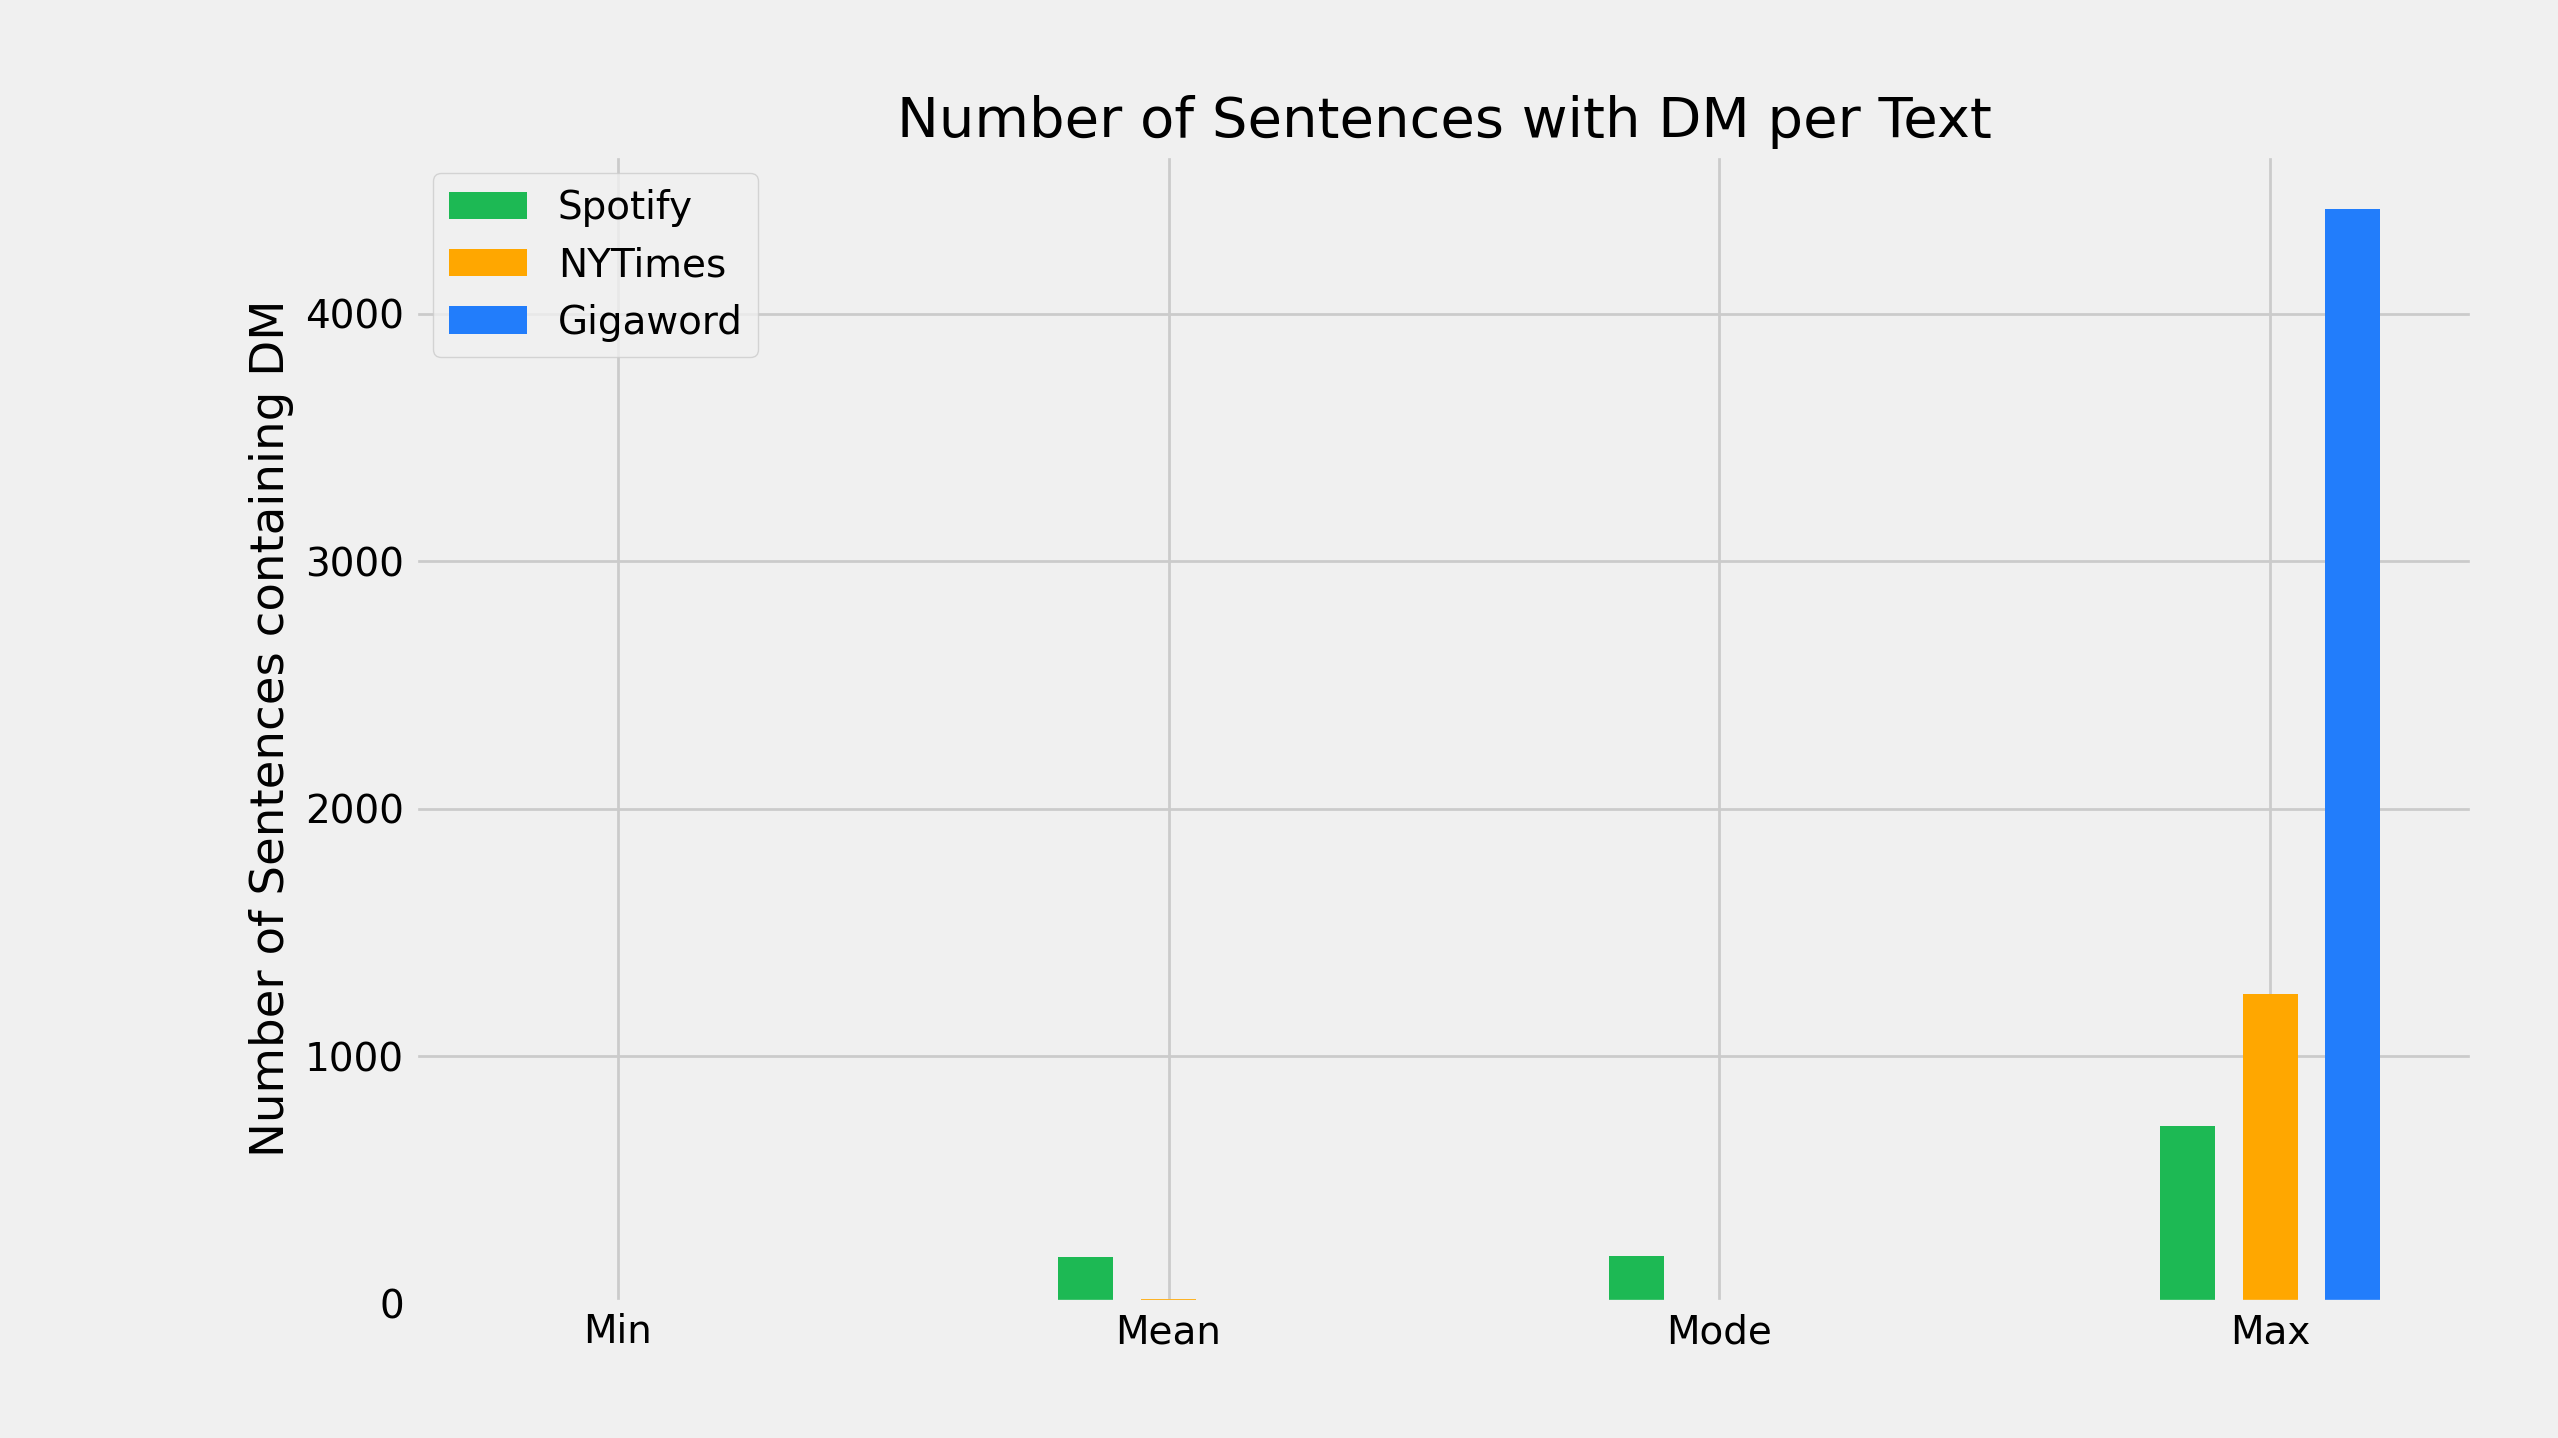 Number of Sentences with DM per Text
Spotify
NYTimes
Gigaword
Number of Sentences containing DM
4000
3000
2000
1000
0
Min
Mean
Mode
Max